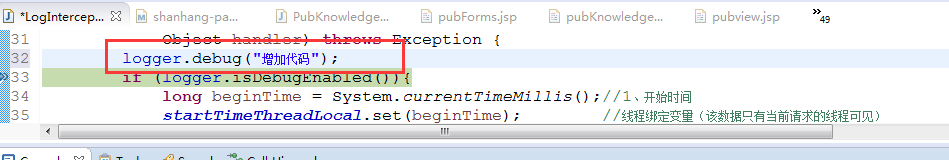 *LogIntercep... shanhang-pa... PubKnowledge... pubForms.jsp pubKnowledge... pubview.jsp »49
31 Object handler) throws Exception {
32 logger.debug("增加代码");
33 if (logger.isDebugEnabled()){
34 long beginTime = System.currentTimeMillis();//1、开始时间
35 startTimeThreadLocal.set(beginTime); //线程绑定变量（该数据只有当前请求的线程可见）